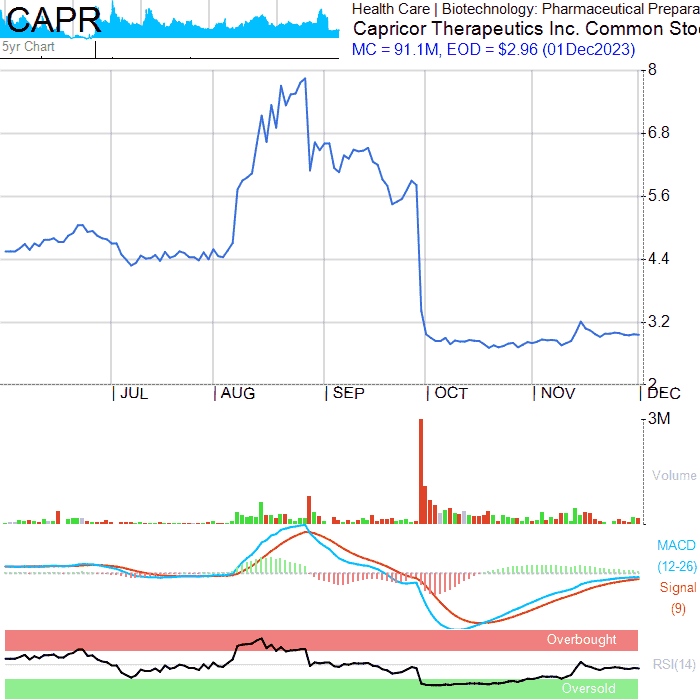 CAPR
5yr Chart
Health Care | Biotechnology: Pharmaceutical Prepara
Capricor Therapeutics Inc. Common Sto
MC = 91.1M, EOD = $2.96 (01Dec2023)
8
6.8
5.6
4.4
3.2
2
JUL AUG SEP OCT NOV DEC
3M
Volume
MACD
(12-26)
Signal
(9)
Overbought
RSI(14)
Oversold